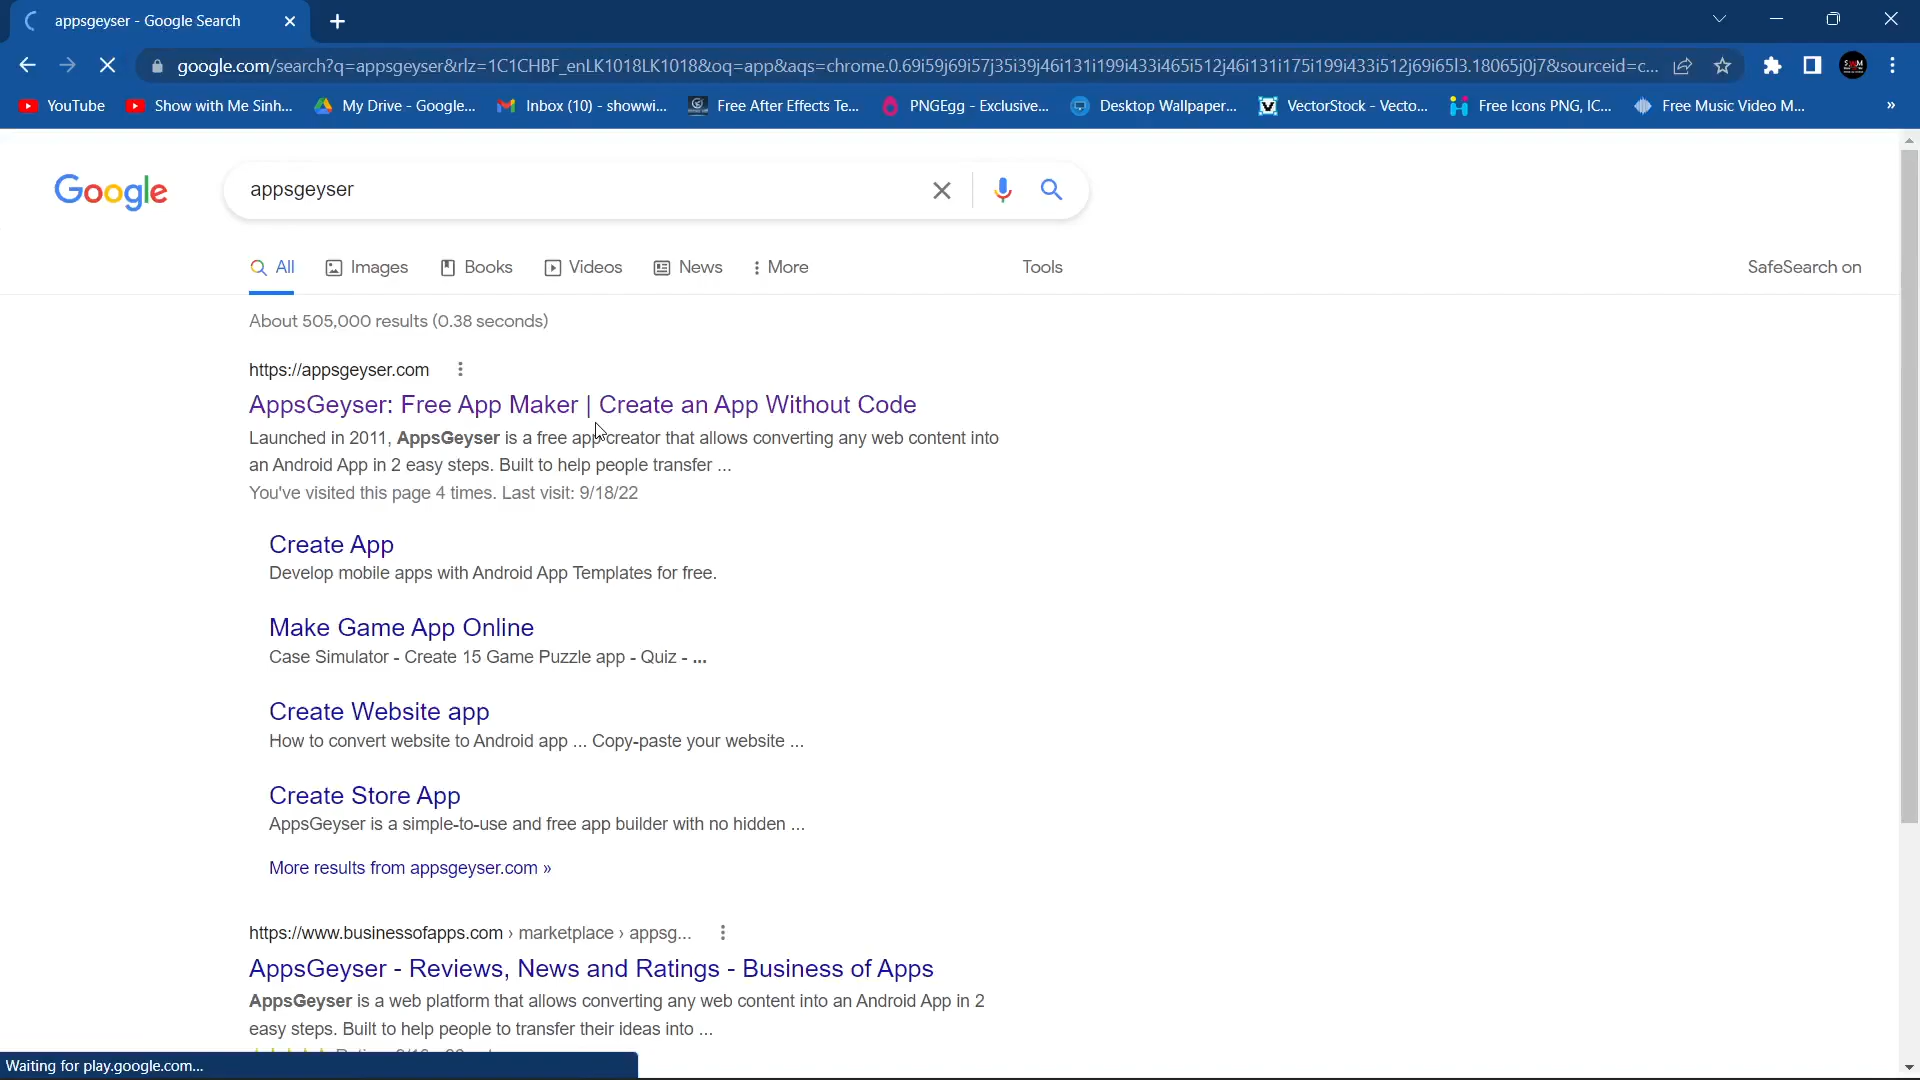 appsgeyser - Google Search
google.com/search?q=appsgeyser&rlz=1C1CHBF_enLK1018LK1018&oq=app&aqs=chrome.0.69i59j69i57j35i39j46i131i199i433i465i512j46i131i175i199i433i512j69i65l3.18065j0j7&sourceid=c...
YouTube Show with Me Sinh... My Drive - Google... Inbox (10) - showwi... Free After Effects Te... PNGEgg - Exclusive... Desktop Wallpaper... VectorStock - Vecto... Free Icons PNG, IC... Free Music Video M... »
Google appsgeyser
All Images Books Videos News More Tools SafeSearch on
About 505,000 results (0.38 seconds)
https://appsgeyser.com
AppsGeyser: Free App Maker | Create an App Without Code
Launched in 2011, AppsGeyser is a free app creator that allows converting any web content into
an Android App in 2 easy steps. Built to help people transfer ...
You've visited this page 4 times. Last visit: 9/18/22
Create App
Develop mobile apps with Android App Templates for free.
Make Game App Online
Case Simulator - Create 15 Game Puzzle app - Quiz - ...
Create Website app
How to convert website to Android app ... Copy-paste your website ...
Create Store App
AppsGeyser is a simple-to-use and free app builder with no hidden ...
More results from appsgeyser.com »
https://www.businessofapps.com › marketplace › appsg...
AppsGeyser - Reviews, News and Ratings - Business of Apps
AppsGeyser is a web platform that allows converting any web content into an Android App in 2
easy steps. Built to help people to transfer their ideas into ...
Waiting for play.google.com...